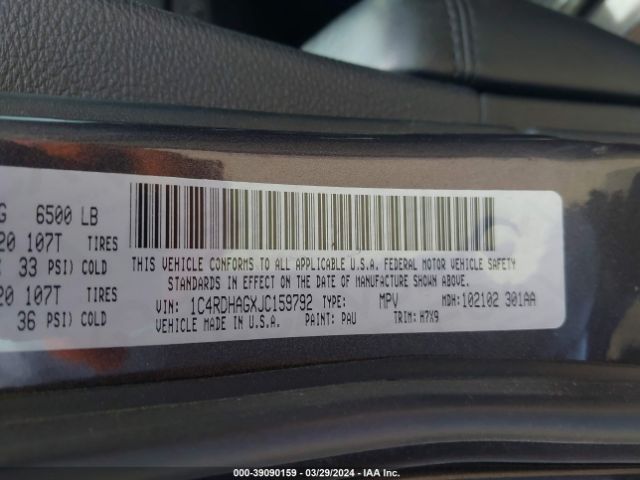 G 6500 LB
20 107T TIRES
33 PSI) COLD
20 107T TIRES
36 PSI) COLD
THIS VEHICLE CONFORMS TO ALL APPLICABLE U.S.A. FEDERAL MOTOR VEHICLE SAFETY
STANDARDS IN EFFECT ON THE DATE OF MANUFACTURE SHOWN ABOVE.
VIN: 1C4RDHAGXJC159792 TYPE: MPV MDH: 102102 301AA
VEHICLE MADE IN U.S.A. PAINT: PAU TRIM: H7X9
000-39090159 — 03/29/2024 — IAA Inc.